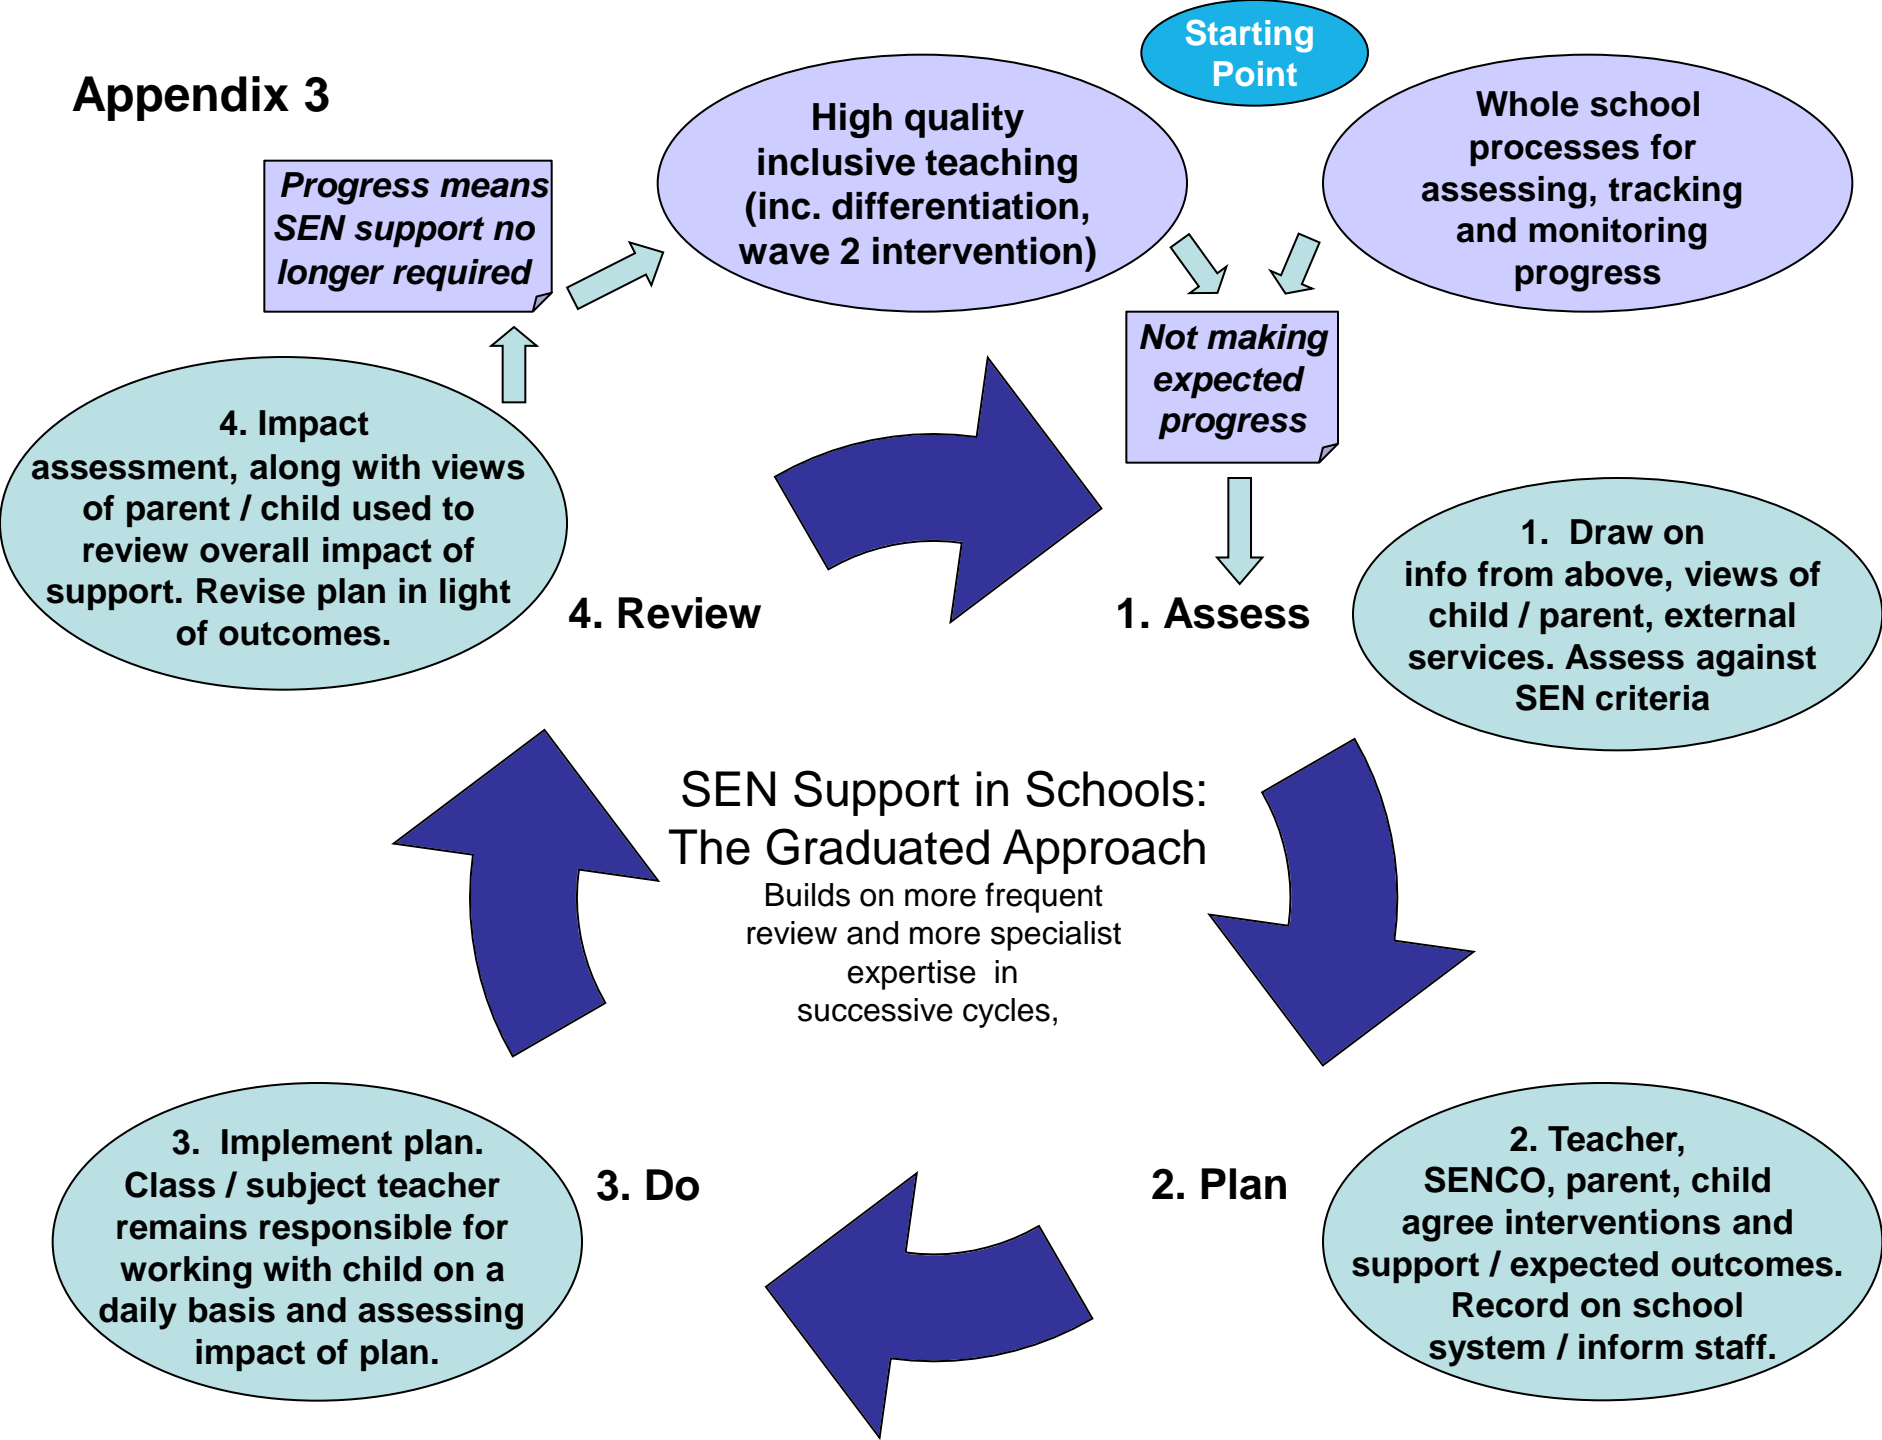 Appendix 3
Starting
Point
High quality
inclusive teaching
(inc. differentiation,
wave 2 intervention)
Whole school
processes for
assessing, tracking
and monitoring
progress
Progress means
SEN support no
longer required
Not making
expected
progress
4. Impact
assessment, along with views
of parent / child used to
review overall impact of
support. Revise plan in light
of outcomes.
4. Review
1. Assess
1. Draw on
info from above, views of
child / parent, external
services. Assess against
SEN criteria
SEN Support in Schools:
The Graduated Approach
Builds on more frequent
review and more specialist
expertise in
successive cycles,
3. Implement plan.
Class / subject teacher
remains responsible for
working with child on a
daily basis and assessing
impact of plan.
3. Do
2. Plan
2. Teacher,
SENCO, parent, child
agree interventions and
support / expected outcomes.
Record on school
system / inform staff.